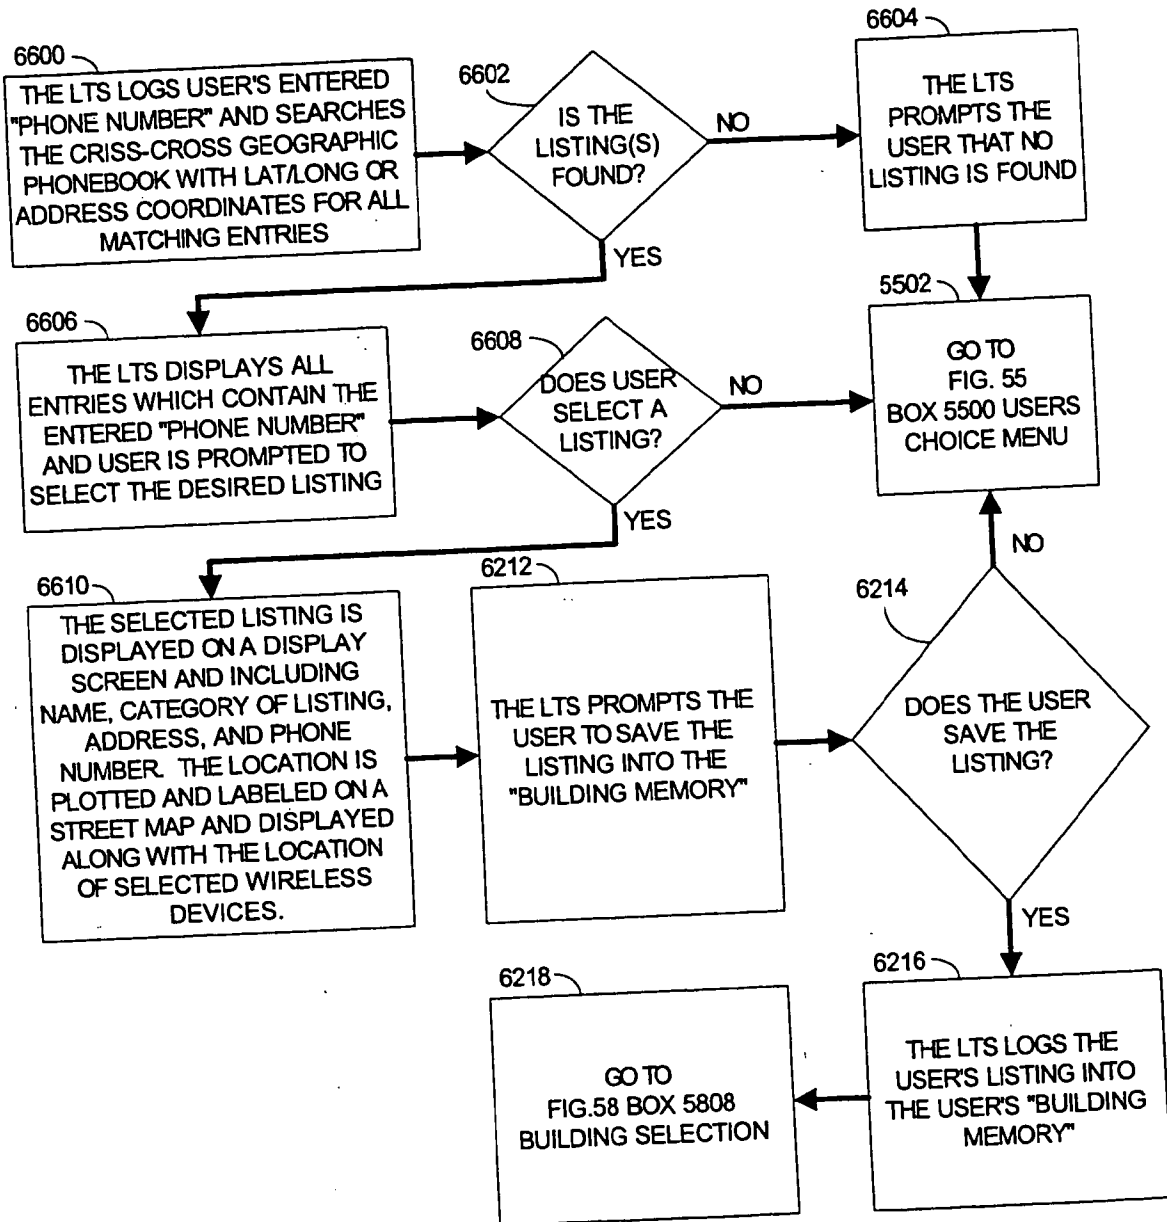 6600
THE LTS LOGS USER'S ENTERED
"PHONE NUMBER" AND SEARCHES
THE CRISS-CROSS GEOGRAPHIC
PHONEBOOK WITH LAT/LONG OR
ADDRESS COORDINATES FOR ALL
MATCHING ENTRIES
6602
IS THE
LISTING(S)
FOUND?
NO
YES
6604
THE LTS
PROMPTS THE
USER THAT NO
LISTING IS FOUND
6606
THE LTS DISPLAYS ALL
ENTRIES WHICH CONTAIN THE
ENTERED "PHONE NUMBER"
AND USER IS PROMPTED TO
SELECT THE DESIRED LISTING
6608
DOES USER
SELECT A
LISTING?
NO
YES
5502
GO TO
FIG. 55
BOX 5500 USERS
CHOICE MENU
6610
THE SELECTED LISTING IS
DISPLAYED ON A DISPLAY
SCREEN AND INCLUDING
NAME, CATEGORY OF LISTING,
ADDRESS, AND PHONE
NUMBER. THE LOCATION IS
PLOTTED AND LABELED ON A
STREET MAP AND DISPLAYED
ALONG WITH THE LOCATION
OF SELECTED WIRELESS
DEVICES.
6212
THE LTS PROMPTS THE
USER TO SAVE THE
LISTING INTO THE
"BUILDING MEMORY"
6214
DOES THE USER
SAVE THE
LISTING?
NO
YES
6216
THE LTS LOGS THE
USER'S LISTING INTO
THE USER'S "BUILDING
MEMORY"
6218
GO TO
FIG.58 BOX 5808
BUILDING SELECTION